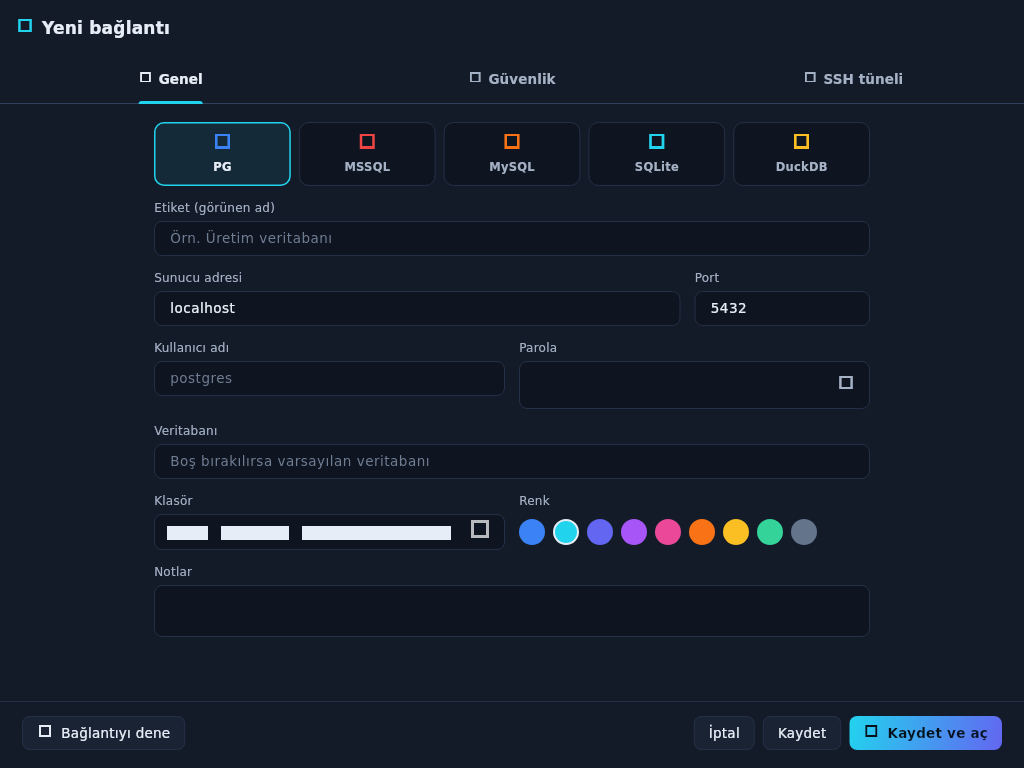 Yeni bağlantı
Genel
Güvenlik
SSH tüneli
PG
MSSQL
MySQL
SQLite
DuckDB
Etiket (görünen ad)
Örn. Üretim veritabanı
Sunucu adresi
Port
localhost
5432
Kullanıcı adı
Parola
postgres
Veritabanı
Boş bırakılırsa varsayılan veritabanı
Klasör
Renk
Notlar
Bağlantıyı dene
İptal
Kaydet
Kaydet ve aç